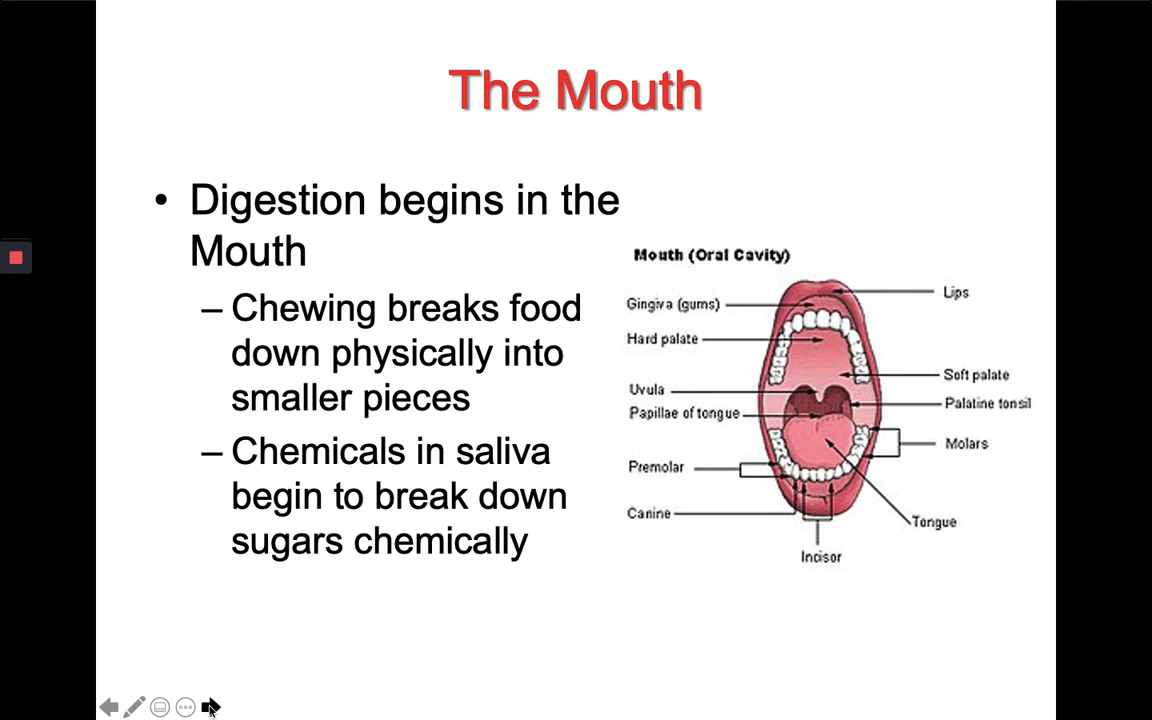 The Mouth
• Digestion begins in the
Mouth
– Chewing breaks food
down physically into
smaller pieces
– Chemicals in saliva
begin to break down
sugars chemically
Mouth (Oral Cavity)
Lips
Gingiva (gums)
Hard palate
Soft palate
Uvula
Palatine tonsil
Papillae of tongue
Molars
Premolar
Canine
Tongue
Incisor